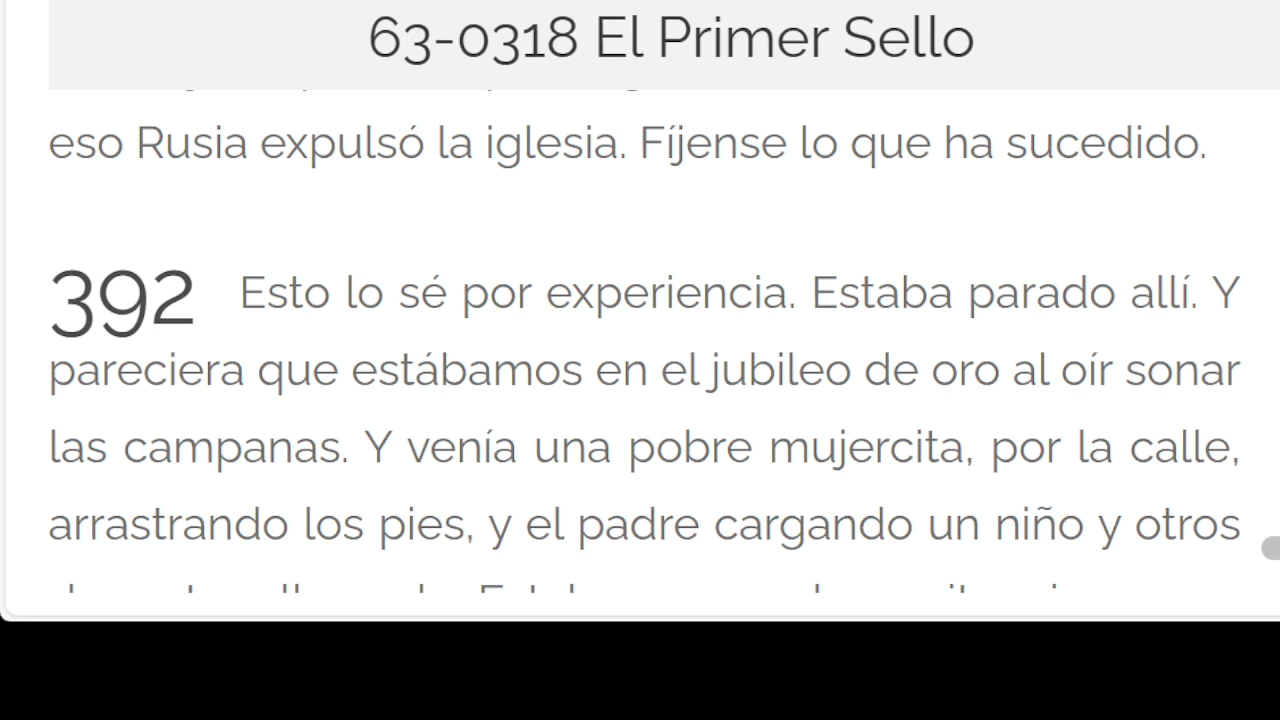 63-0318 El Primer Sello
eso Rusia expulsó la iglesia. Fíjense lo que ha sucedido.
392 Esto lo sé por experiencia. Estaba parado allí. Y
pareciera que estábamos en el jubileo de oro al oír sonar
las campanas. Y venía una pobre mujercita, por la calle,
arrastrando los pies, y el padre cargando un niño y otros